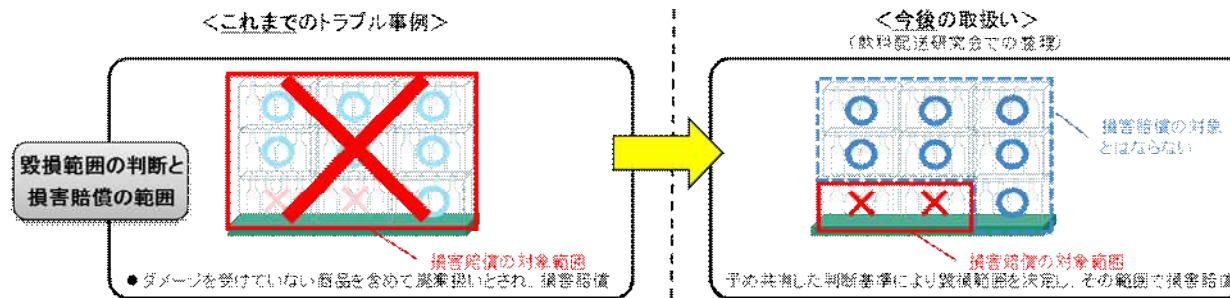 ＜これまでのトラブル事例＞
毀損範囲の判断と
損害賠償の範囲
損害賠償の対象範囲
●ダメージを受けていない商品を含めて廃棄扱いとされ、損害賠償
＜今後の取扱い＞
（飲料配送研究会での整理）
損害賠償の対象
とはならない
損害賠償の対象範囲
予め共有した判断基準により毀損範囲を決定し、その範囲で損害賠償